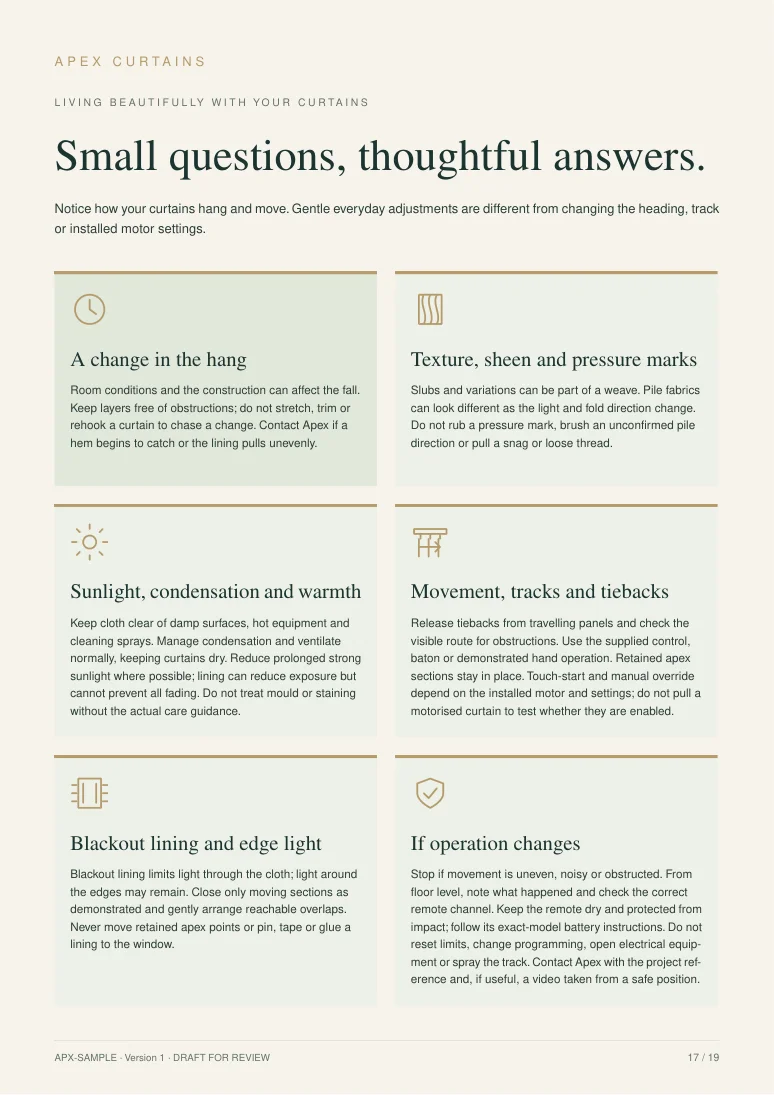 APEX CURTAINS
LIVING BEAUTIFULLY WITH YOUR CURTAINS
Small questions, thoughtful answers.
Notice how your curtains hang and move. Gentle everyday adjustments are different from changing the heading, track
or installed motor settings.
A change in the hang
Room conditions and the construction can affect the fall.
Keep layers free of obstructions; do not stretch, trim or
rehook a curtain to chase a change. Contact Apex if a
hem begins to catch or the lining pulls unevenly.
Texture, sheen and pressure marks
Slubs and variations can be part of a weave. Pile fabrics
can look different as the light and fold direction change.
Do not rub a pressure mark, brush an unconfirmed pile
direction or pull a snag or loose thread.
Sunlight, condensation and warmth
Keep cloth clear of damp surfaces, hot equipment and
cleaning sprays. Manage condensation and ventilate
normally, keeping curtains dry. Reduce prolonged strong
sunlight where possible; lining can reduce exposure but
cannot prevent all fading. Do not treat mould or staining
without the actual care guidance.
Movement, tracks and tiebacks
Release tiebacks from travelling panels and check the
visible route for obstructions. Use the supplied control,
baton or demonstrated hand operation. Retained apex
sections stay in place. Touch-start and manual override
depend on the installed motor and settings; do not pull a
motorised curtain to test whether they are enabled.
Blackout lining and edge light
Blackout lining limits light through the cloth; light around
the edges may remain. Close only moving sections as
demonstrated and gently arrange reachable overlaps.
Never move retained apex points or pin, tape or glue a
lining to the window.
If operation changes
Stop if movement is uneven, noisy or obstructed. From
floor level, note what happened and check the correct
remote channel. Keep the remote dry and protected from
impact; follow its exact-model battery instructions. Do not
reset limits, change programming, open electrical equip-
ment or spray the track. Contact Apex with the project ref-
erence and, if useful, a video taken from a safe position.
APX-SAMPLE · Version 1 · DRAFT FOR REVIEW
17 / 19